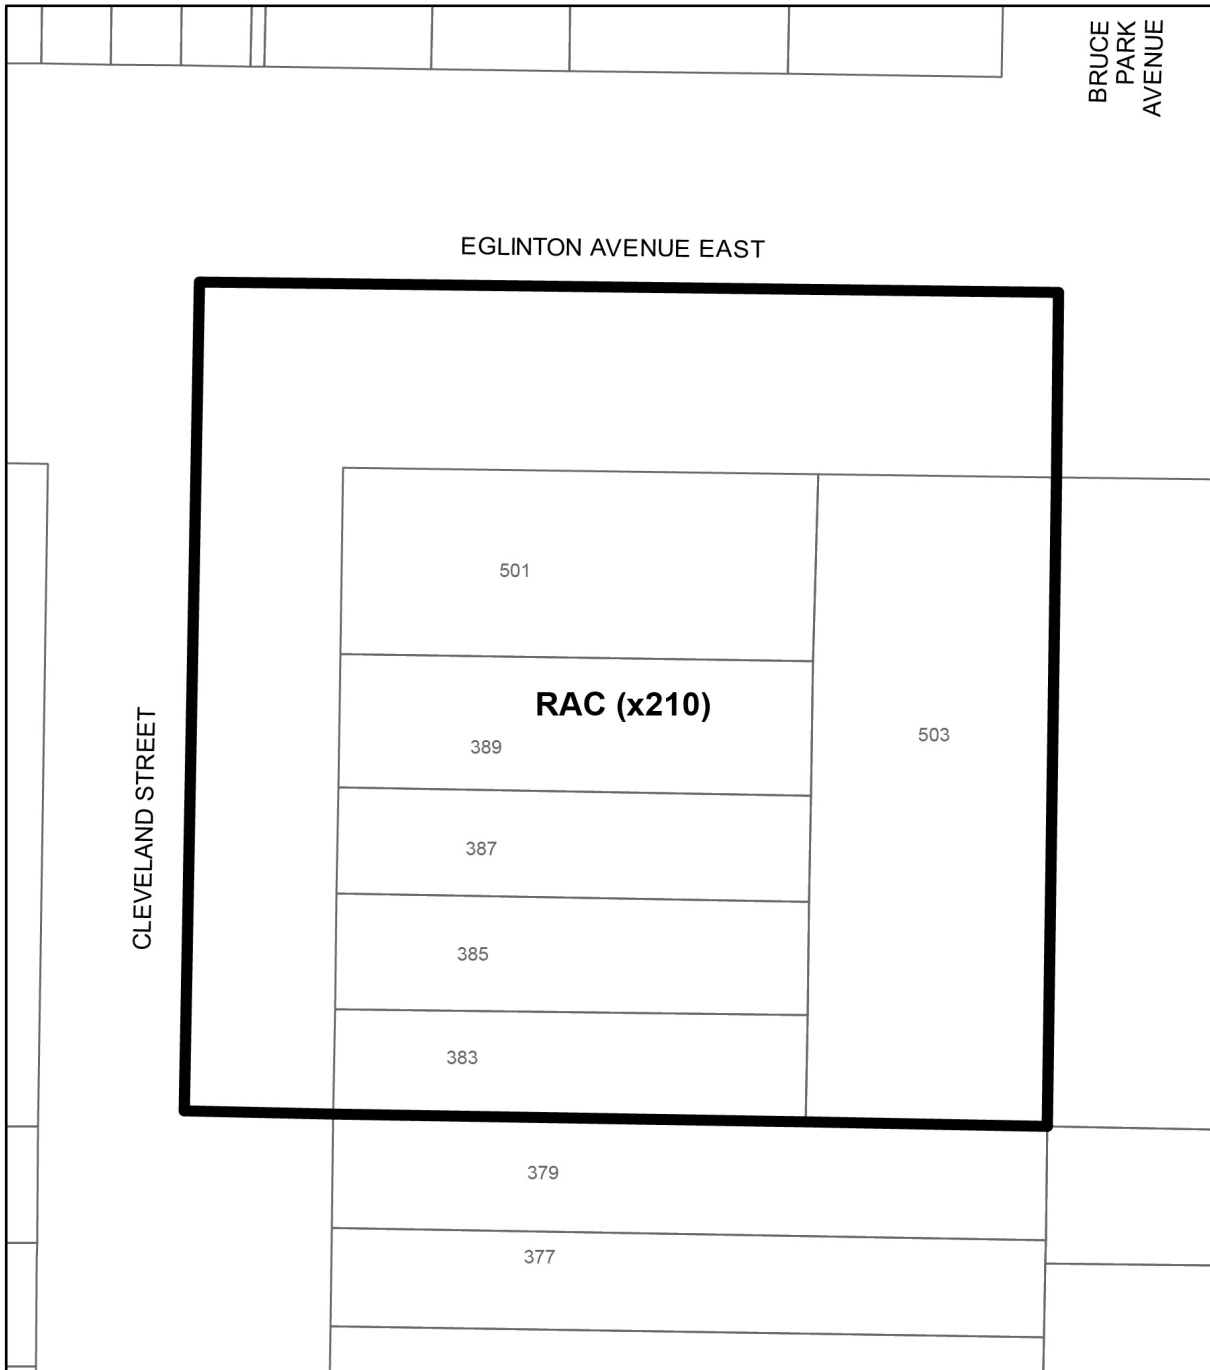 BRUCE
PARK
AVENUE
EGLINTON AVENUE EAST
501
RAC (x210)
503
389
CLEVELAND STREET
387
385
383
379
377